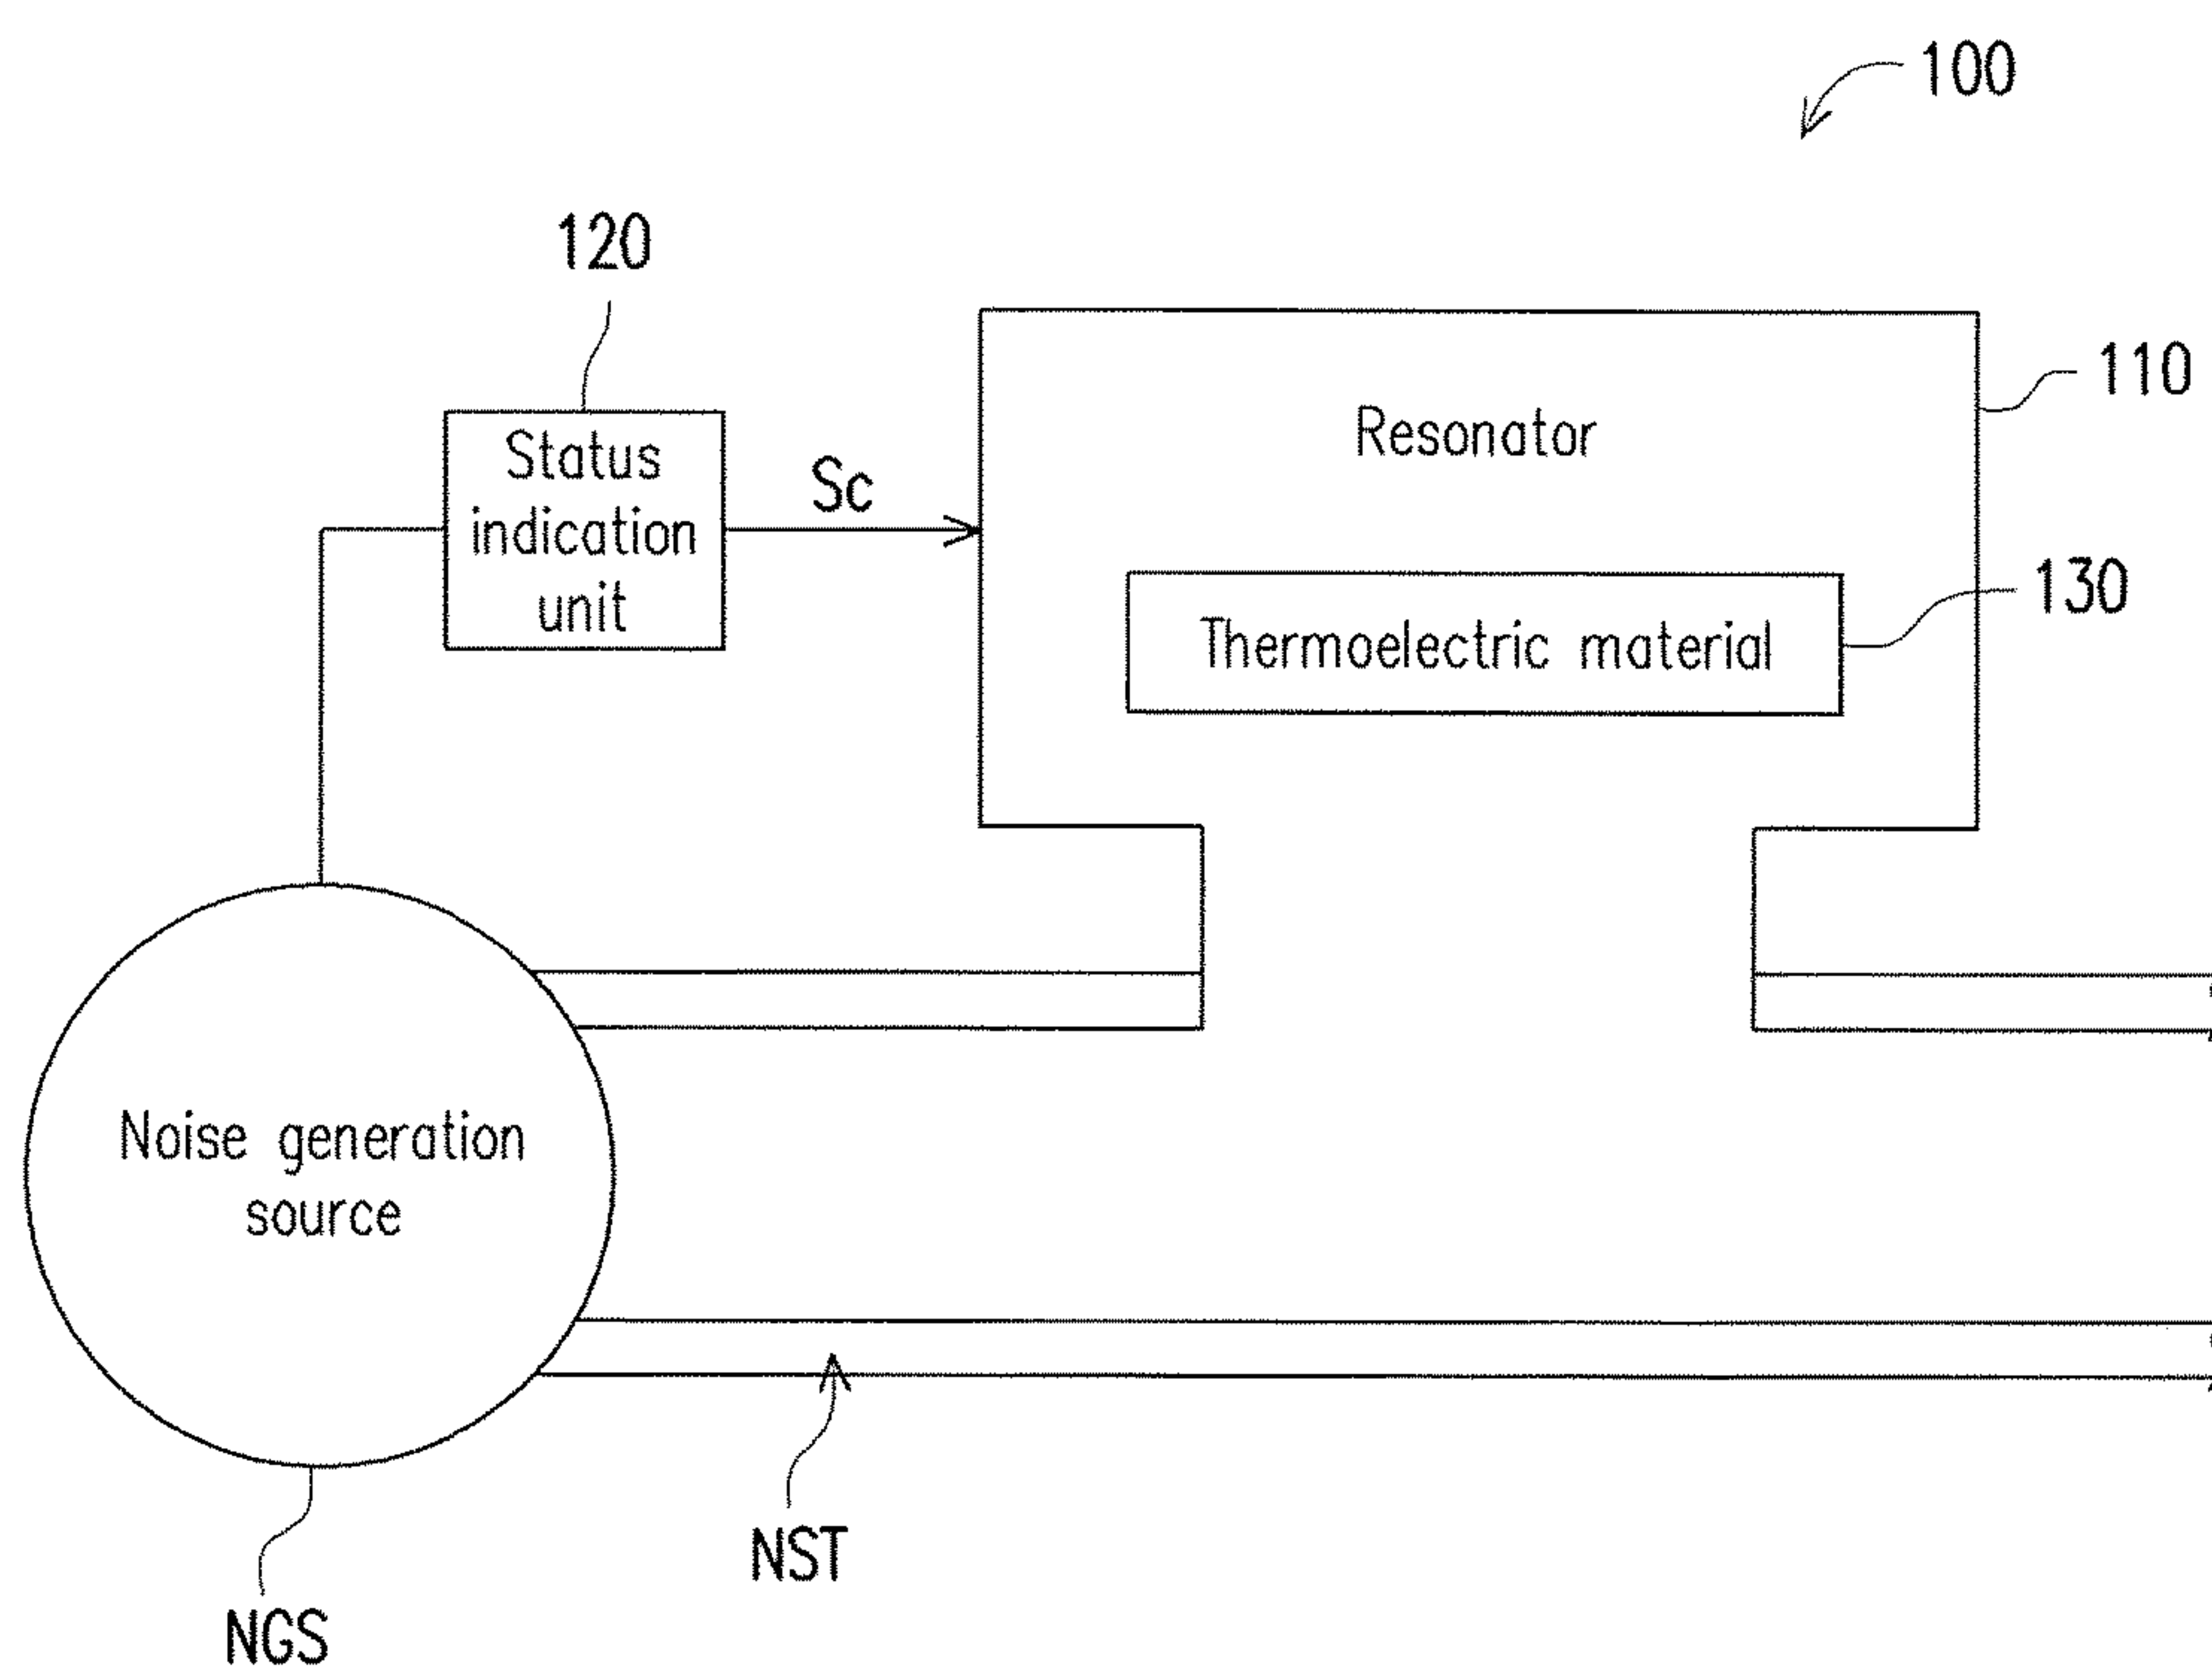 100
120
110
Resonator
Status
indication
unit
Sc
130
Thermoelectric material
Noise generation
source
NST
NGS